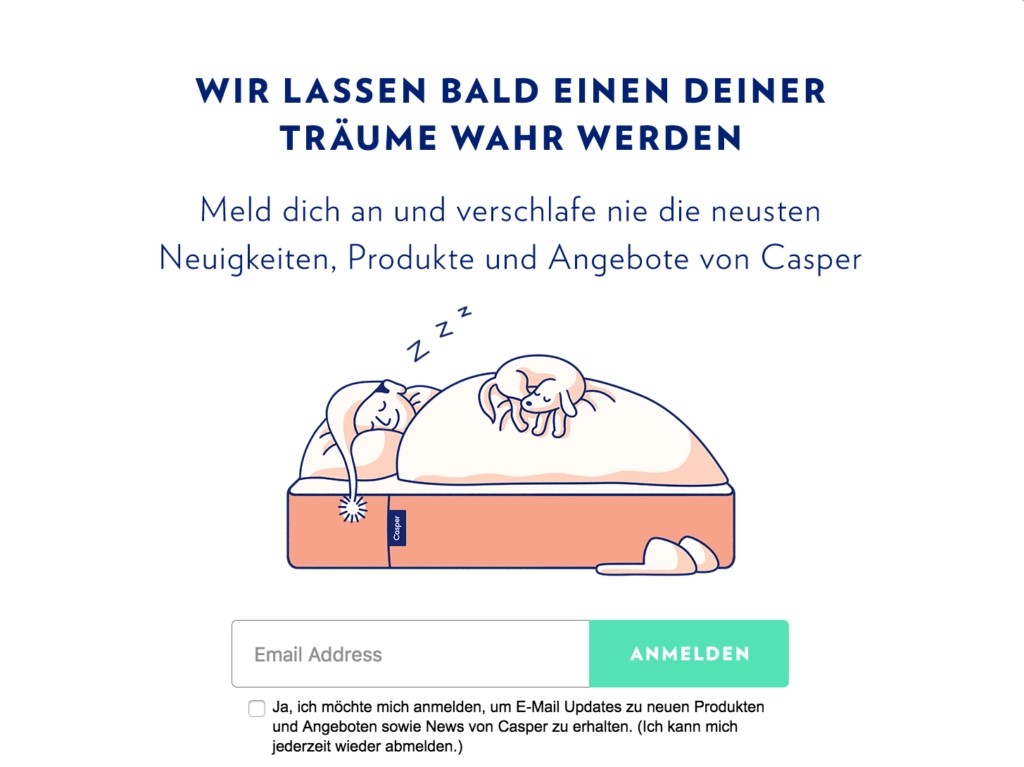 WIR LASSEN BALD EINEN DEINER
TRÄUME WAHR WERDEN
Meld dich an und verschlafe nie die neusten
Neuigkeiten, Produkte und Angebote von Casper
Z z z
Casper
Email Address
ANMELDEN
Ja, ich möchte mich anmelden, um E-Mail Updates zu neuen Produkten
und Angeboten sowie News von Casper zu erhalten. (Ich kann mich
jederzeit wieder abmelden.)